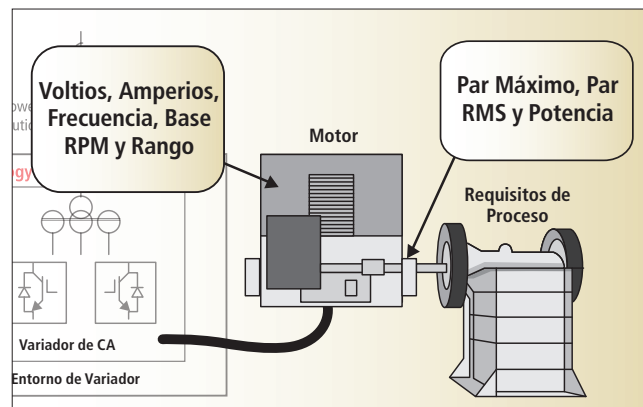 Voltios, Amperios,
Frecuencia, Base
RPM y Rango
Par Máximo, Par
RMS y Potencia
Motor
Requisitos de
Proceso
Variador de CA
Entorno de Variador